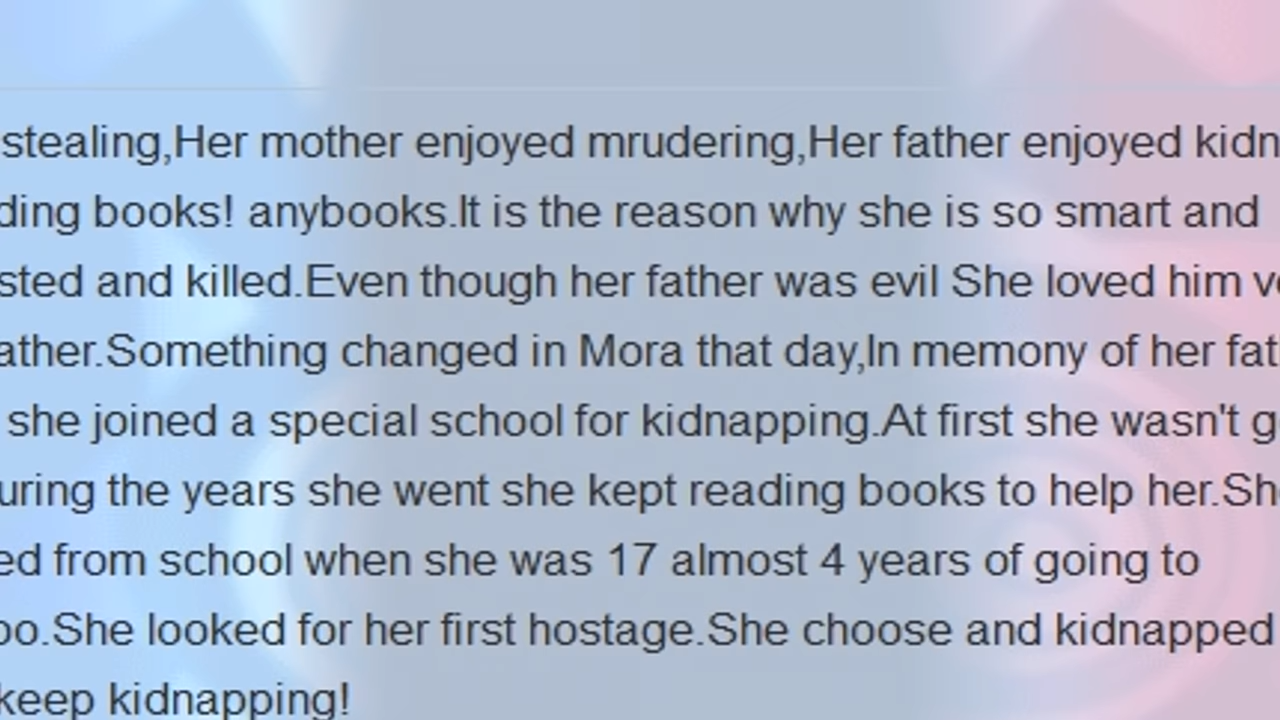 stealing,Her mother enjoyed mrudering,Her father enjoyed kidn
ding books! anybooks.It is the reason why she is so smart and
sted and killed.Even though her father was evil She loved him ve
ather.Something changed in Mora that day,In memony of her fat
she joined a special school for kidnapping.At first she wasn't g
uring the years she went she kept reading books to help her.Sh
ed from school when she was 17 almost 4 years of going to
oo.She looked for her first hostage.She choose and kidnapped
keep kidnapping!